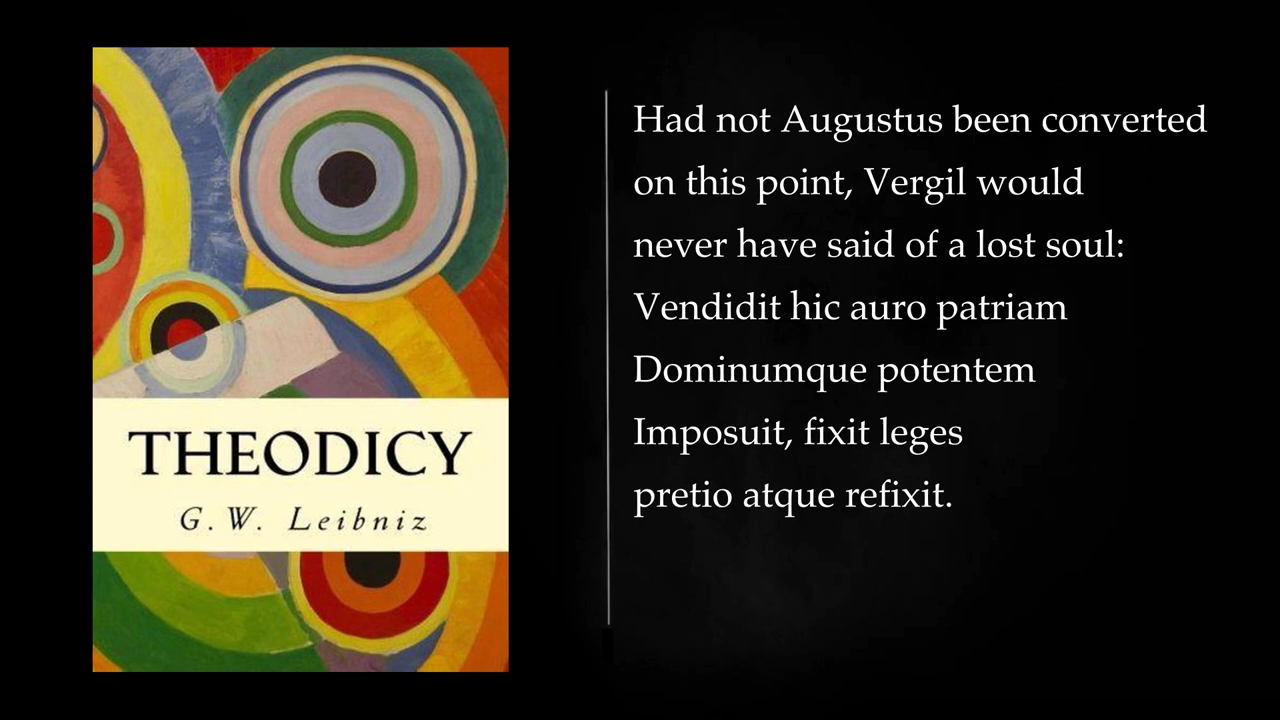 THEODICY
G. W. Leibniz
Had not Augustus been converted
on this point, Vergil would
never have said of a lost soul:
Vendidit hic auro patriam
Dominumque potentem
Imposuit, fixit leges
pretio atque refixit.